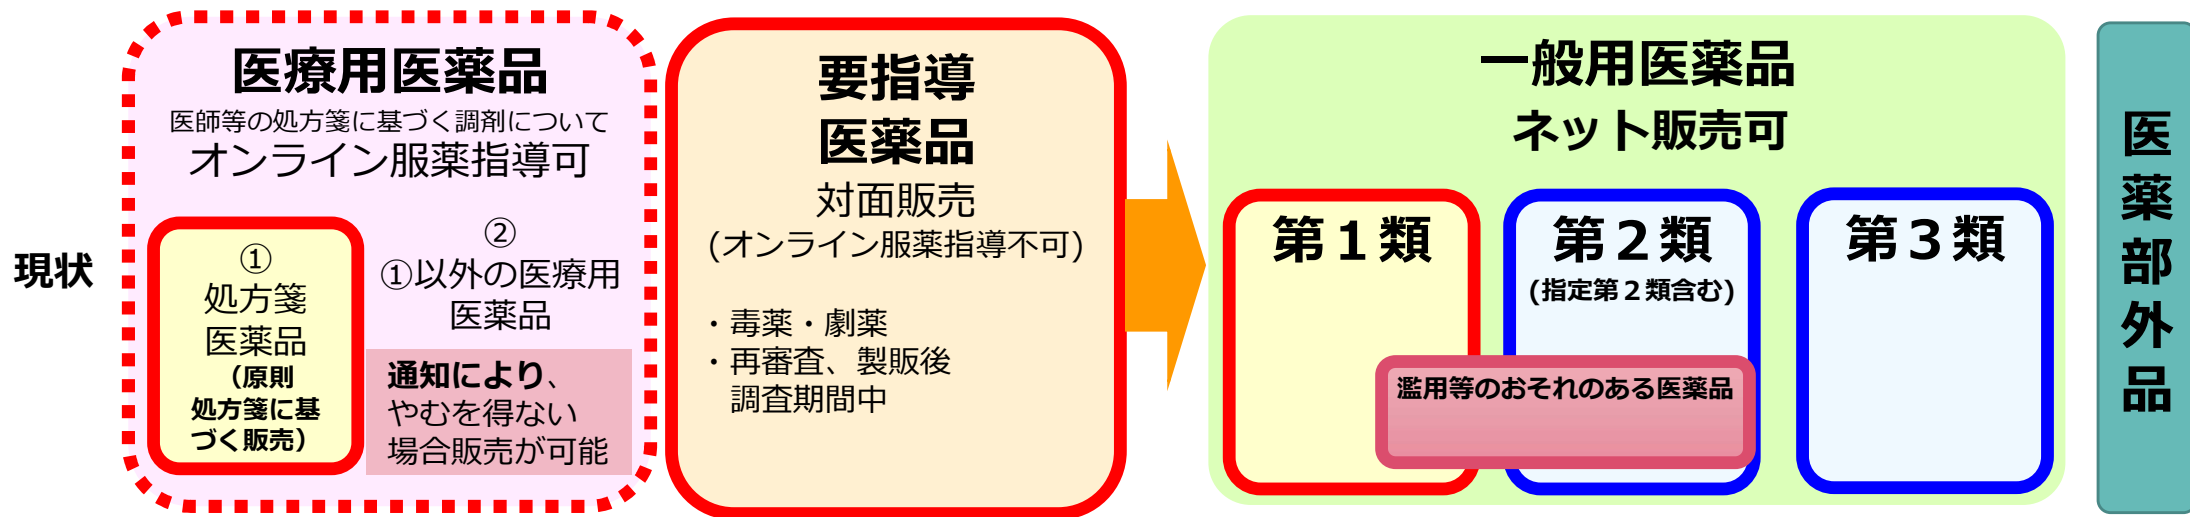 現状
医療用医薬品
医師等の処方箋に基づく調剤について
オンライン服薬指導可
①
処方箋
医薬品
（原則
処方箋に基
づく販売）
②
①以外の医療用
医薬品
通知により、
やむを得ない
場合販売が可能
要指導
医薬品
対面販売
(オンライン服薬指導不可)
・毒薬・劇薬
・再審査、製販後
調査期間中
一般用医薬品
ネット販売可
第１類
第２類
(指定第２類含む)
第３類
濫用等のおそれのある医薬品
医薬部外品